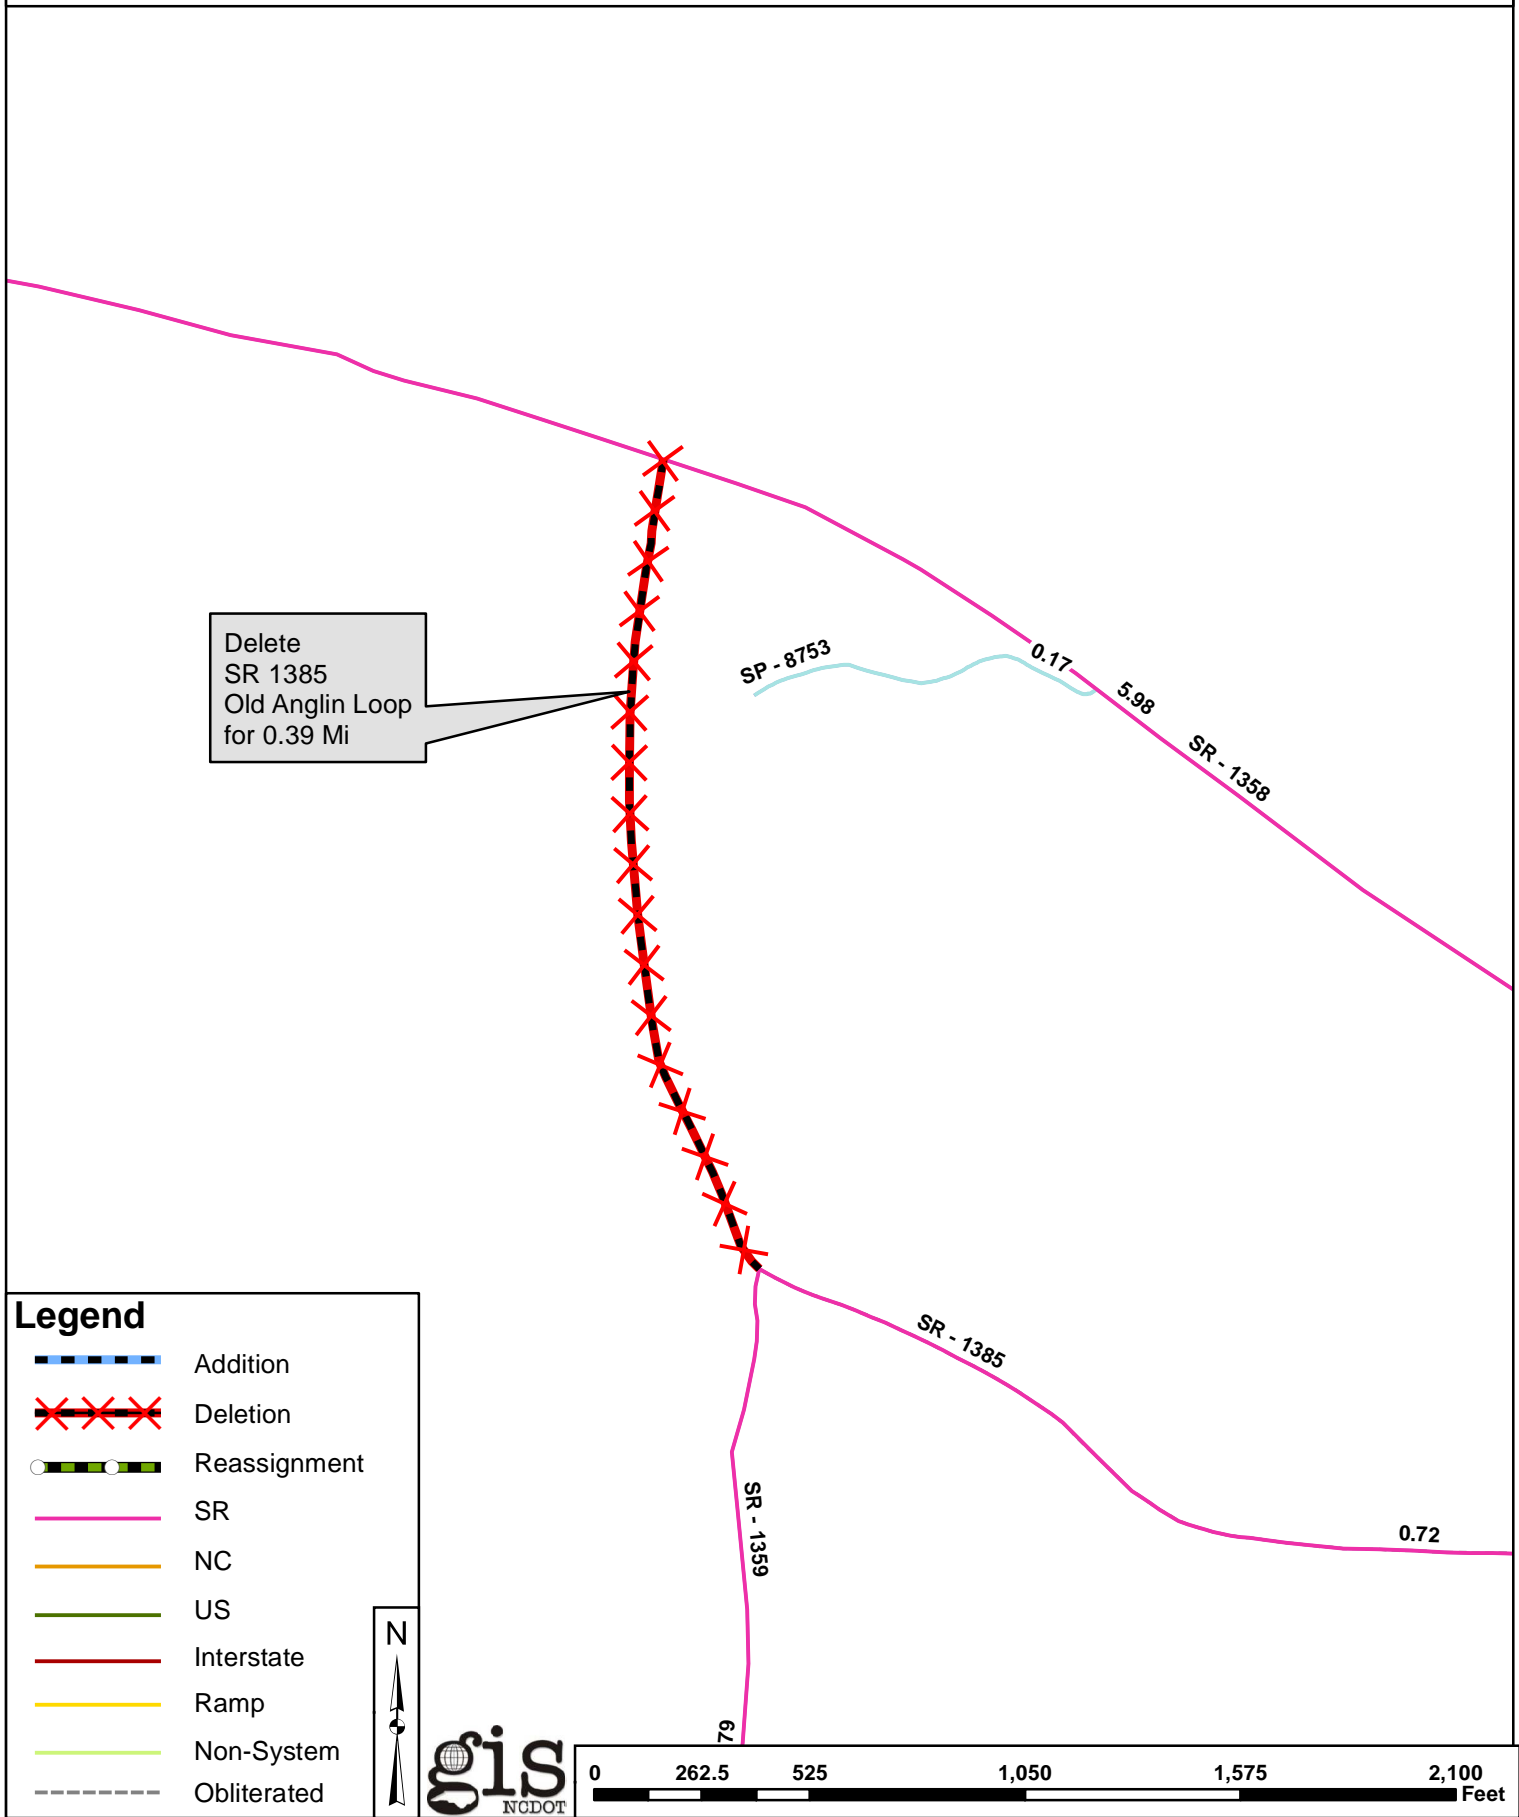 Delete
SR 1385
Old Anglin Loop
for 0.39 Mi
SP - 8753
0.17
5.98
SR - 1358
SR - 1385
SR - 1359
0.72
79
Legend
Addition
Deletion
Reassignment
SR
NC
US
Interstate
Ramp
Non-System
Obliterated
N
gis
NCDOT
0 262.5 525 1,050 1,575 2,100
Feet